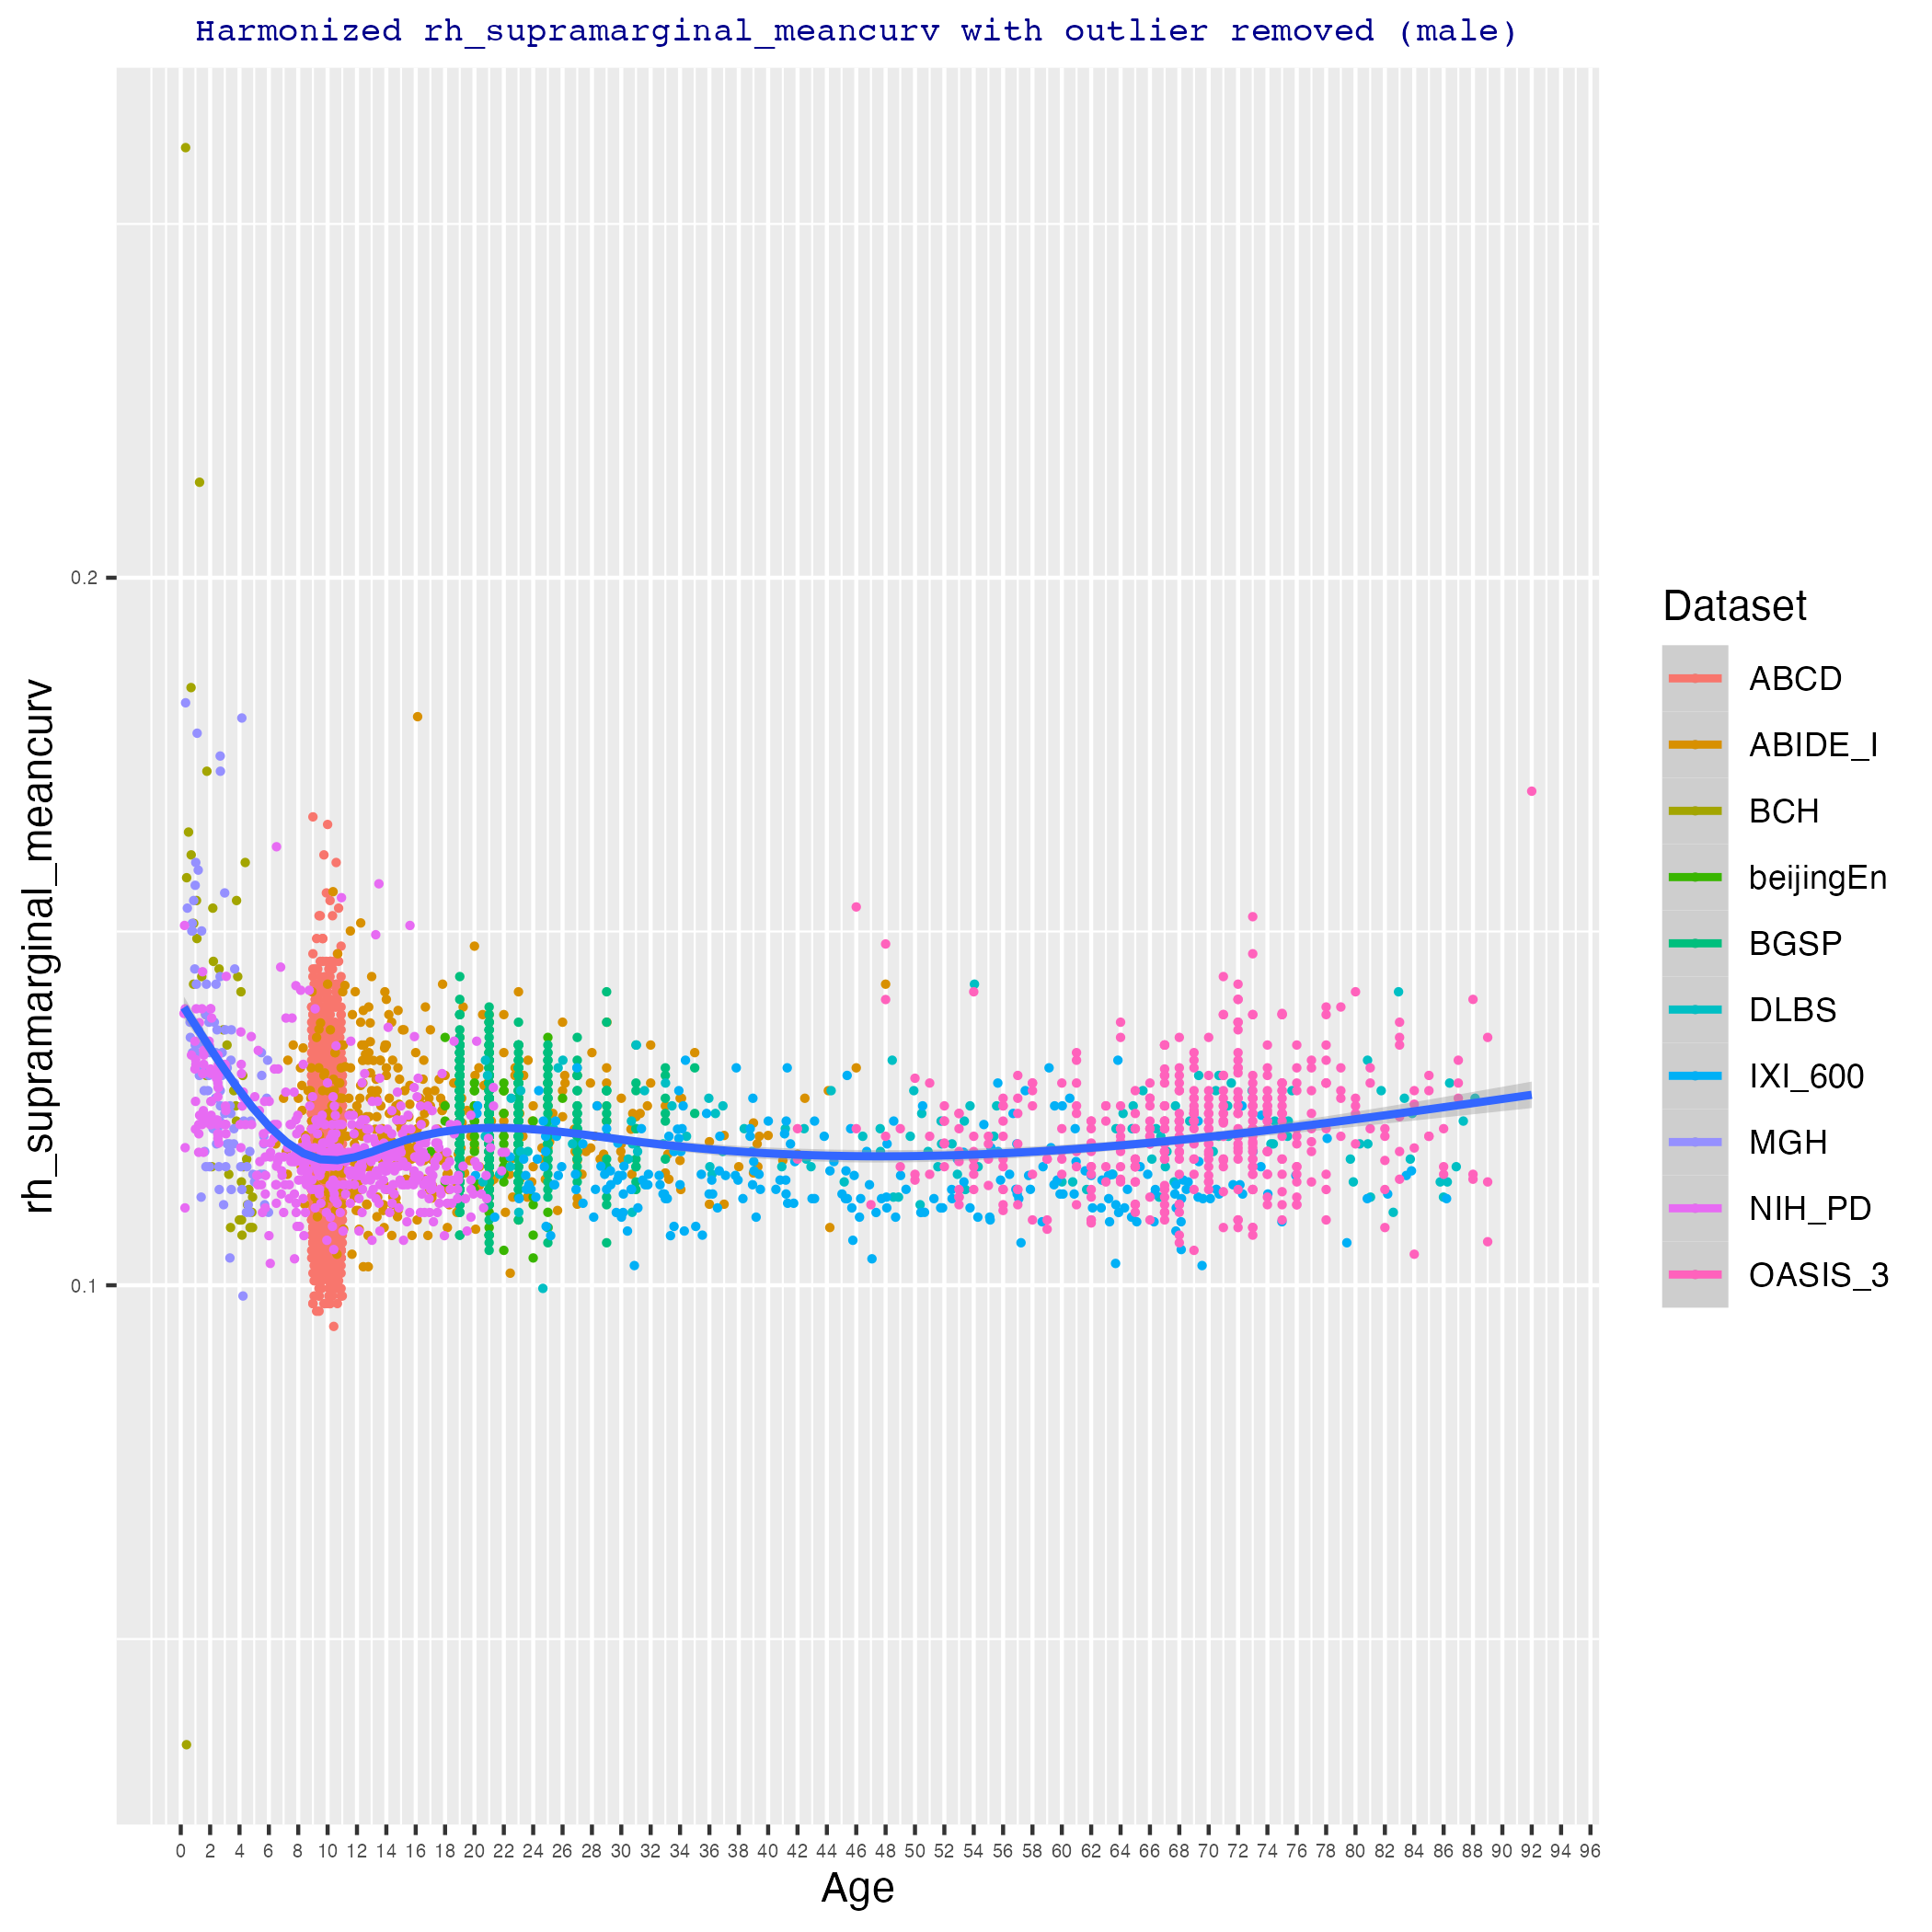 Harmonized rh_supramarginal_meancurv with outlier removed (male)
rh_supramarginal_meancurv
0.2
0.1
0 2 4 6 8 10 12 14 16 18 20 22 24 26 28 30 32 34 36 38 40 42 44 46 48 50 52 54 56 58 60 62 64 66 68 70 72 74 76 78 80 82 84 86 88 90 92 94 96
Age
Dataset
ABCD
ABIDE_I
BCH
beijingEn
BGSP
DLBS
IXI_600
MGH
NIH_PD
OASIS_3